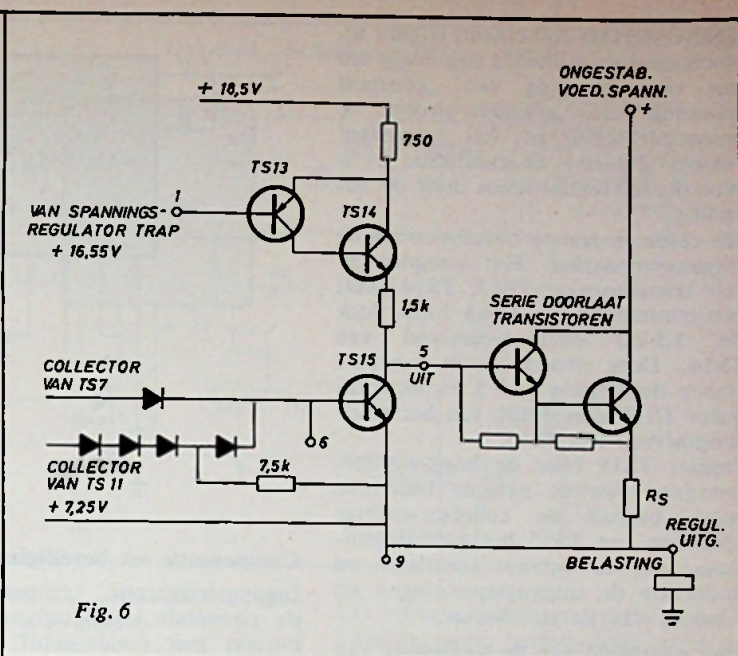 ONGESTAB.
VOED. SPANN.
+
+ 18,5V
750
TS13
1
VAN SPANNINGS-
REGULATOR TRAP
+ 16,55V
TS14
1,5k
SERIE DOORLAAT
TRANSISTOREN
TS15
5
UIT
COLLECTOR
VAN TS7
6
COLLECTOR
VAN TS 11
7,5k
+ 7,25V
RS
REGUL.
UITG.
9
BELASTING
Fig. 6